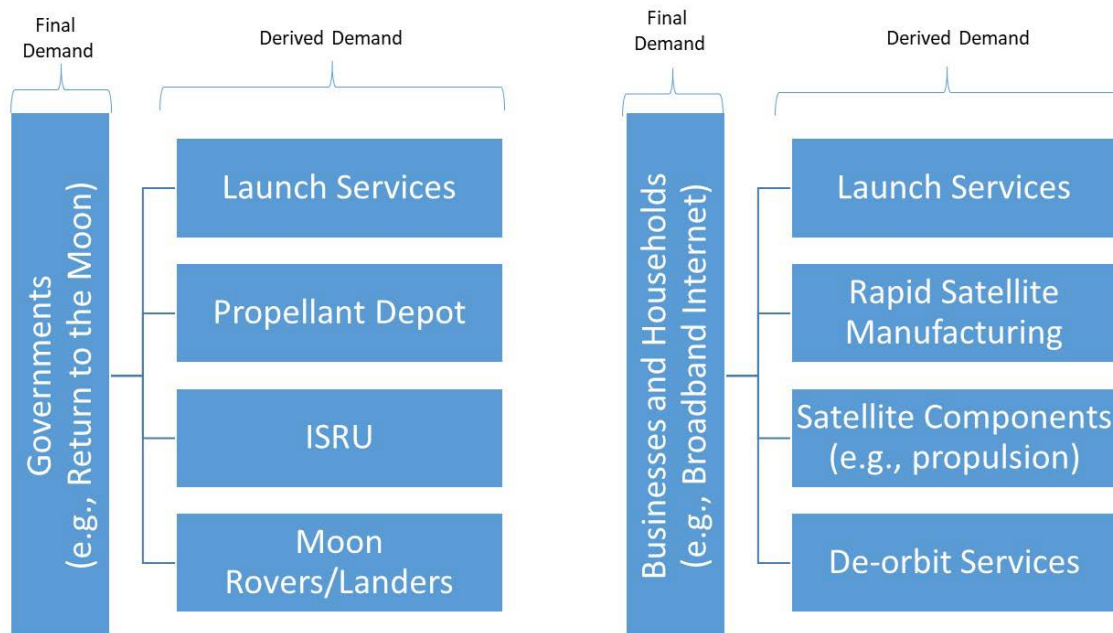 Final
Demand
Derived Demand
Governments
(e.g., Return to the Moon)
Launch Services
Propellant Depot
ISRU
Moon
Rovers/Landers
Final
Demand
Derived Demand
Businesses and Households
(e.g., Broadband Internet)
Launch Services
Rapid Satellite
Manufacturing
Satellite Components
(e.g., propulsion)
De-orbit Services